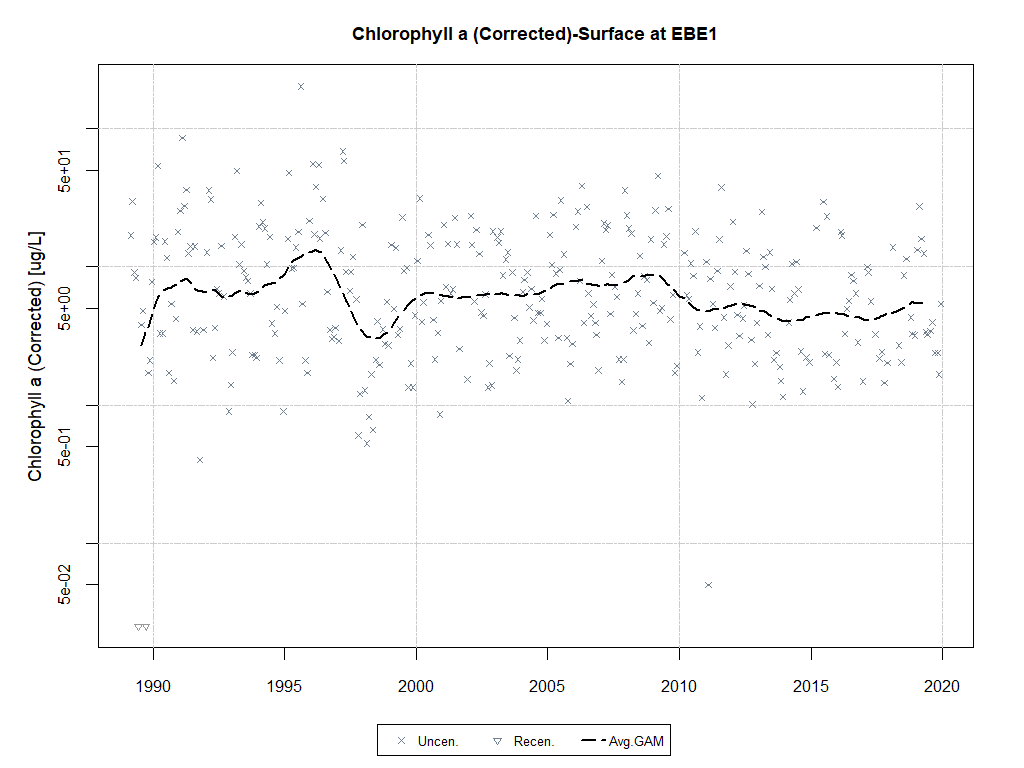 Chlorophyll a (Corrected)-Surface at EBE1
Chlorophyll a (Corrected) [ug/L]
5e+01
5e+00
5e-01
5e-02
1990 1995 2000 2005 2010 2015 2020
Uncen. Recen. Avg.GAM